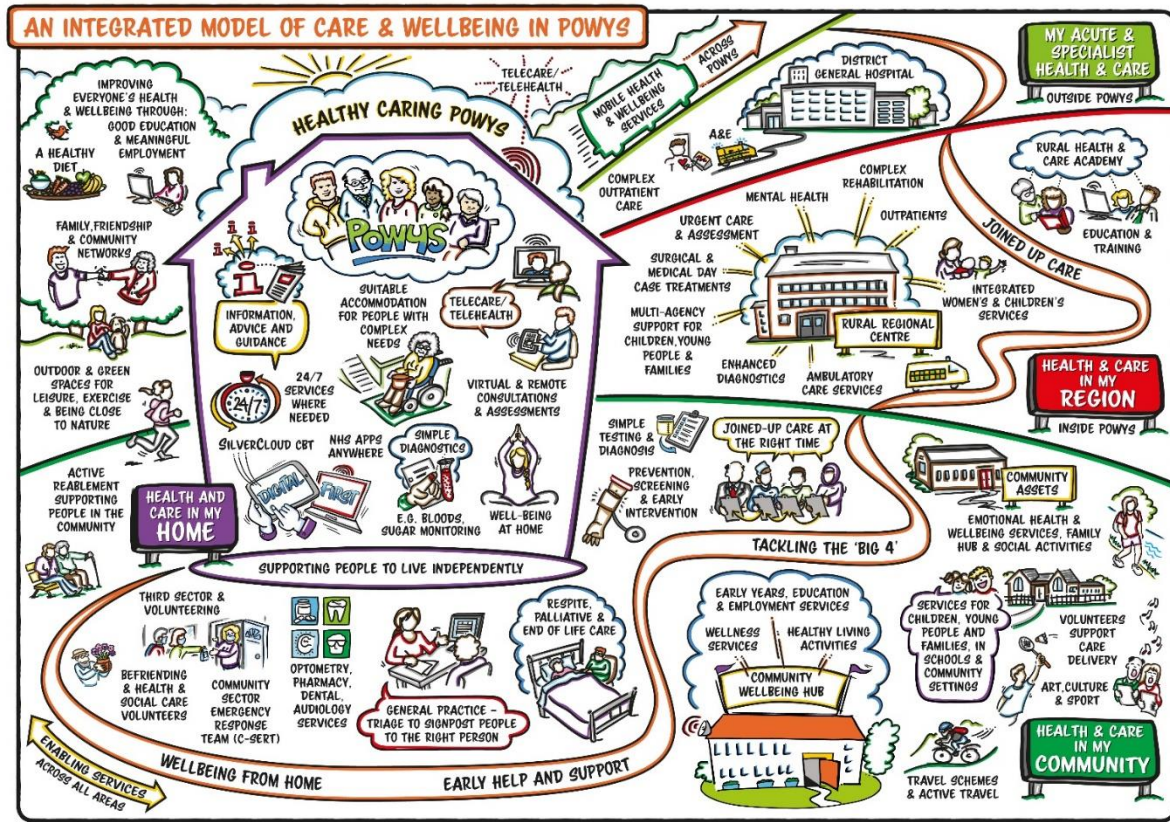 AN INTEGRATED MODEL OF CARE & WELLBEING IN POWYS
IMPROVING
EVERYONE'S HEALTH
& WELLBEING THROUGH:
GOOD EDUCATION
& MEANINGFUL
EMPLOYMENT
A HEALTHY
DIET
FAMILY, FRIENDSHIP
& COMMUNITY
NETWORKS
OUTDOOR & GREEN
SPACES FOR
LEISURE, EXERCISE
& BEING CLOSE
TO NATURE
ACTIVE
REABLEMENT
SUPPORTING
PEOPLE IN THE
COMMUNITY
HEALTHY CARING POWYS
TELECARE/
TELEHEALTH
POWYS
i
i
i
i
INFORMATION,
ADVICE AND
GUIDANCE
24/7
24/7
SERVICES
WHERE
NEEDED
SUITABLE
ACCOMMODATION
FOR PEOPLE WITH
COMPLEX
NEEDS
TELECARE/
TELEHEALTH
VIRTUAL & REMOTE
CONSULTATIONS
& ASSESSMENTS
SILVERCLOUD CBT
NHS APPS
ANYWHERE
DIGITAL
FIRST
SIMPLE
DIAGNOSTICS
E.G. BLOODS,
SUGAR MONITORING
WELL-BEING
AT HOME
HEALTH AND
CARE IN MY
HOME
SUPPORTING PEOPLE TO LIVE INDEPENDENTLY
MOBILE HEALTH
& WELLBEING
SERVICES
ACROSS
POWYS
DISTRICT
GENERAL HOSPITAL
A&E
COMPLEX
OUTPATIENT
CARE
MY ACUTE &
SPECIALIST
HEALTH & CARE
OUTSIDE POWYS
MENTAL HEALTH
COMPLEX
REHABILITATION
OUTPATIENTS
URGENT CARE
& ASSESSMENT
SURGICAL &
MEDICAL DAY
CASE TREATMENTS
MULTI-AGENCY
SUPPORT FOR
CHILDREN, YOUNG
PEOPLE &
FAMILIES
ENHANCED
DIAGNOSTICS
AMBULATORY
CARE SERVICES
RURAL REGIONAL
CENTRE
INTEGRATED
WOMEN'S & CHILDREN'S
SERVICES
RURAL HEALTH &
CARE ACADEMY
EDUCATION &
TRAINING
JOINED UP CARE
HEALTH & CARE
IN MY
REGION
INSIDE POWYS
SIMPLE
TESTING &
DIAGNOSIS
PREVENTION,
SCREENING
& EARLY
INTERVENTION
JOINED-UP CARE AT
THE RIGHT TIME
TACKLING THE 'BIG 4'
COMMUNITY
ASSETS
EMOTIONAL HEALTH &
WELLBEING SERVICES, FAMILY
HUB & SOCIAL ACTIVITIES
SERVICES FOR
CHILDREN, YOUNG
PEOPLE AND
FAMILIES, IN
SCHOOLS &
COMMUNITY
SETTINGS
VOLUNTEERS
SUPPORT
CARE
DELIVERY
ART, CULTURE
& SPORT
EARLY YEARS, EDUCATION
& EMPLOYMENT SERVICES
WELLNESS
SERVICES
HEALTHY LIVING
ACTIVITIES
COMMUNITY
WELLBEING HUB
TRAVEL SCHEMES
& ACTIVE TRAVEL
HEALTH & CARE
IN MY
COMMUNITY
THIRD SECTOR &
VOLUNTEERING
BEFRIENDING
& HEALTH &
SOCIAL CARE
VOLUNTEERS
COMMUNITY
SECTOR
EMERGENCY
RESPONSE
TEAM (C-SERT)
OPTOMETRY,
PHARMACY,
DENTAL,
AUDIOLOGY
SERVICES
GENERAL PRACTICE –
TRIAGE TO SIGNPOST PEOPLE
TO THE RIGHT PERSON
RESPITE,
PALLIATIVE &
END OF LIFE CARE
WELLBEING FROM HOME
EARLY HELP AND SUPPORT
ENABLING SERVICES
ACROSS ALL AREAS